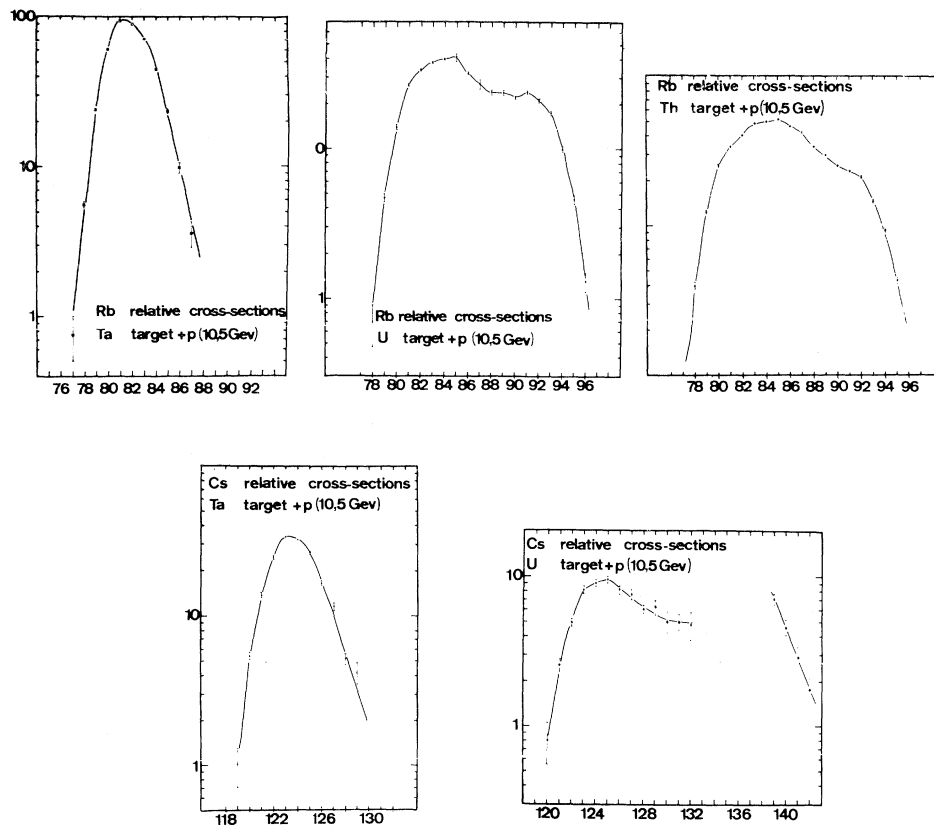 100
10
1
Rb relative cross-sections
Ta target + p (10,5 Gev)
76 78 80 82 84 86 88 90 92
0
1
Rb relative cross-sections
U target + p (10,5 Gev)
78 80 82 84 86 88 90 92 94 96
Rb relative cross-sections
Th target + p (10,5 Gev)
78 80 82 84 86 88 90 92 94 96
Cs relative cross-sections
Ta target + p (10,5 Gev)
10
1
118 122 126 130
Cs relative cross-sections
U target + p (10,5 Gev)
10
1
120 124 128 132 136 140